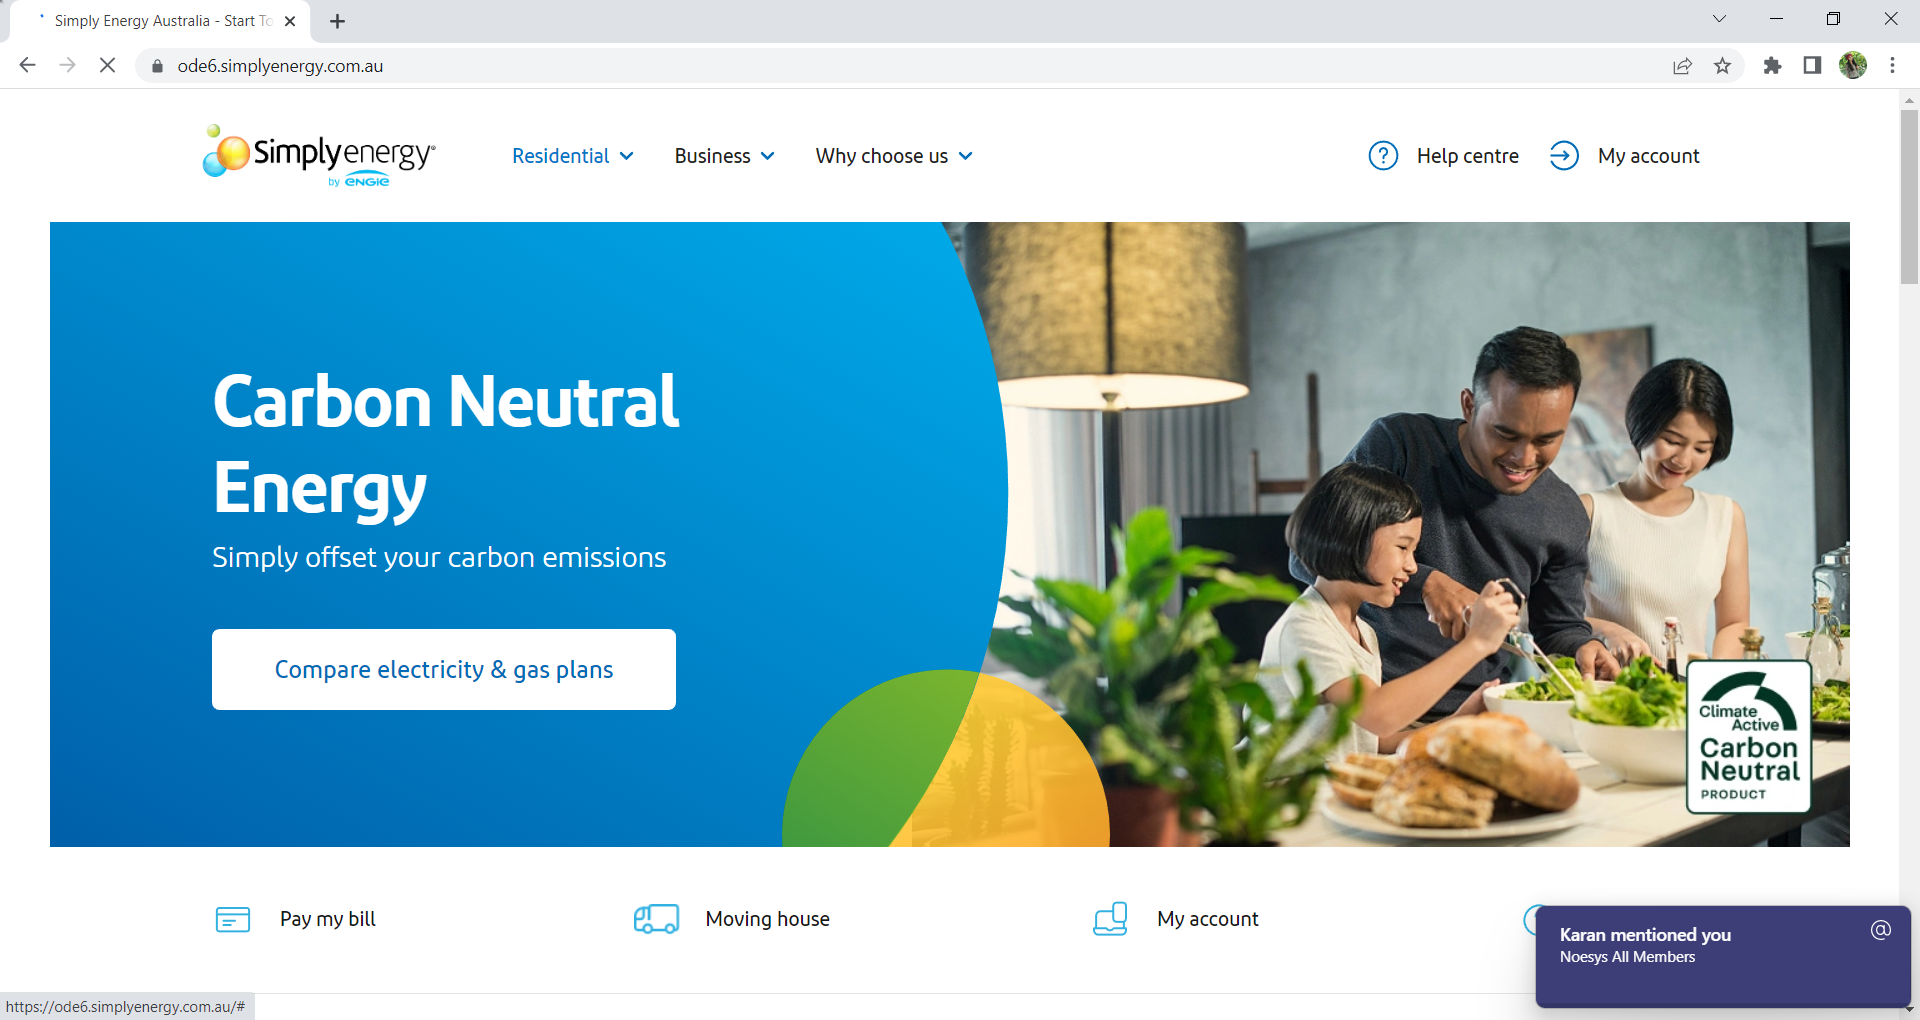 Simply Energy Australia - Start To
ode6.simplyenergy.com.au
Simplyenergy®
by ENGIE
Residential
Business
Why choose us
Help centre
My account
Carbon Neutral
Energy
Simply offset your carbon emissions
Compare electricity & gas plans
Climate
Active
Carbon
Neutral
PRODUCT
Pay my bill
Moving house
My account
Karan mentioned you
@
Noesys All Members
https://ode6.simplyenergy.com.au/#